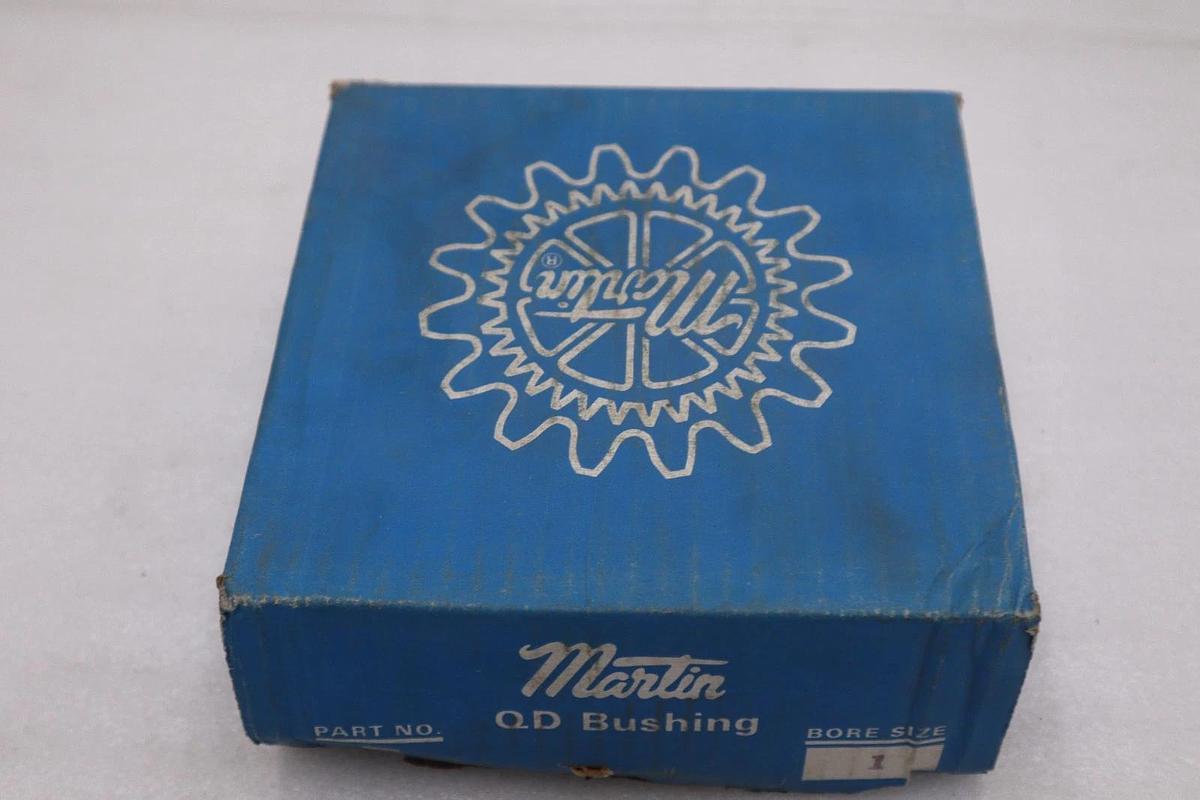 Martin®
Martin
QD Bushing
PART NO.
BORE SIZE
1